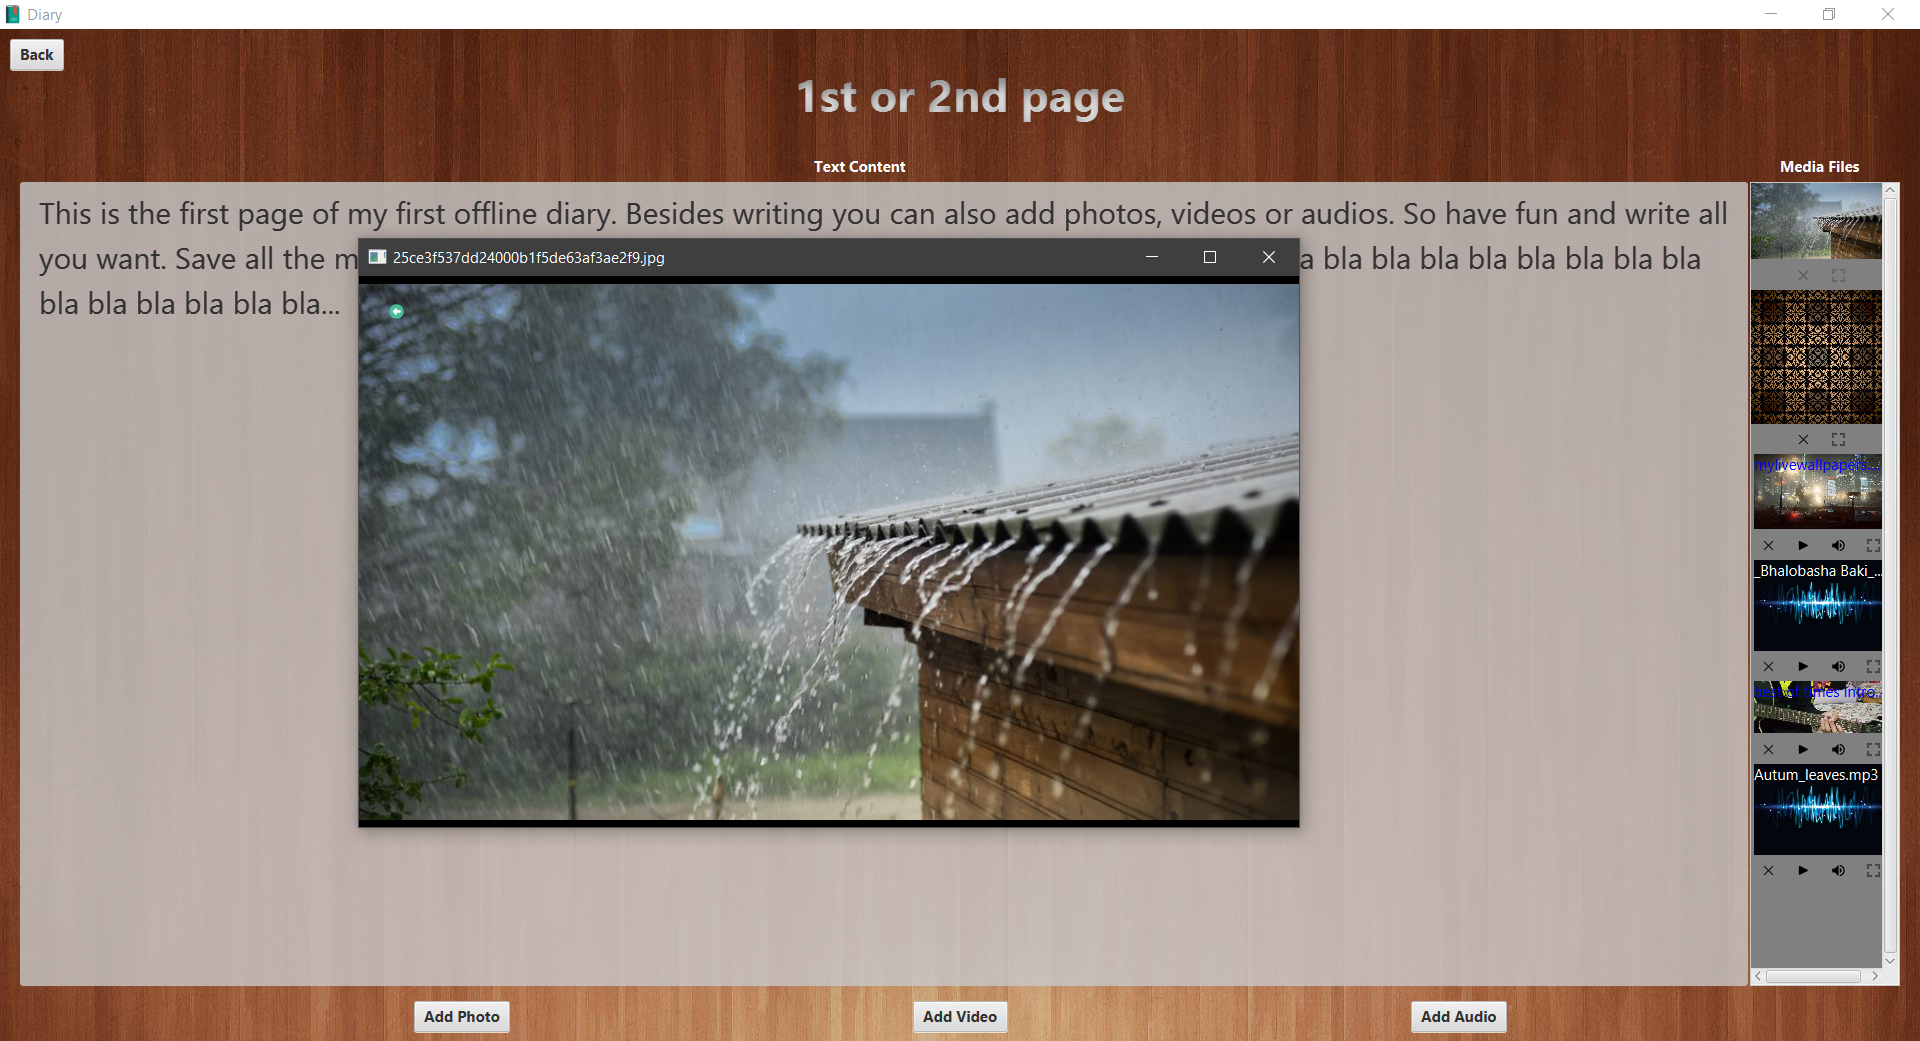 Diary
Back
1st or 2nd page
Text Content
Media Files
This is the first page of my first offline diary. Besides writing you can also add photos, videos or audios. So have fun and write all
you want. Save all the m
a bla bla bla bla bla bla bla bla
bla bla bla bla bla bla...
25ce3f537dd24000b1f5de63af3ae2f9.jpg
mylivewallpapers....
_Bhalobasha Baki_...
best of times intro...
Autum_leaves.mp3
Add Photo
Add Video
Add Audio